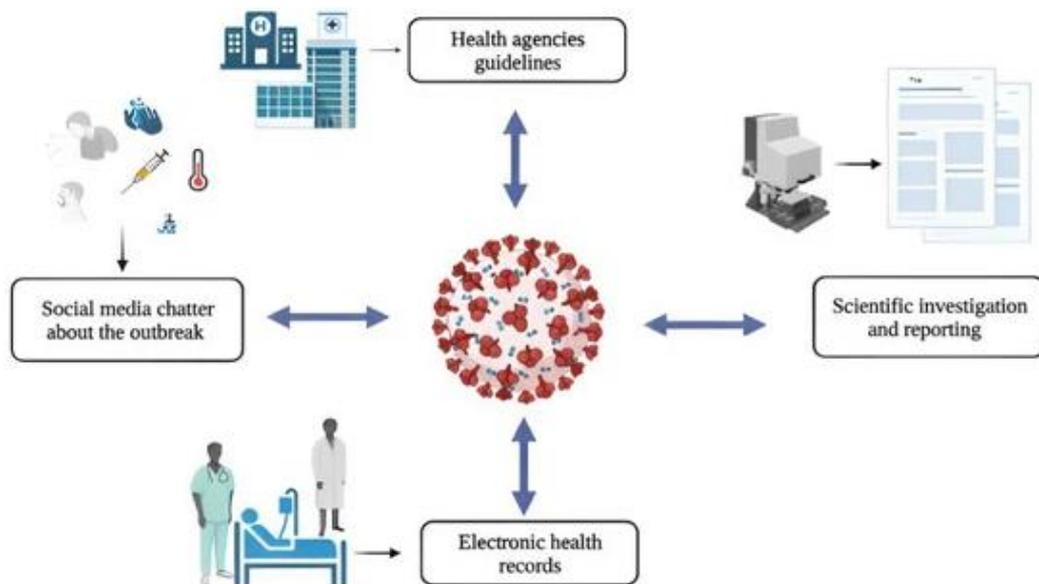 H
Health agencies
guidelines
Social media chatter
about the outbreak
Scientific investigation
and reporting
Electronic health
records